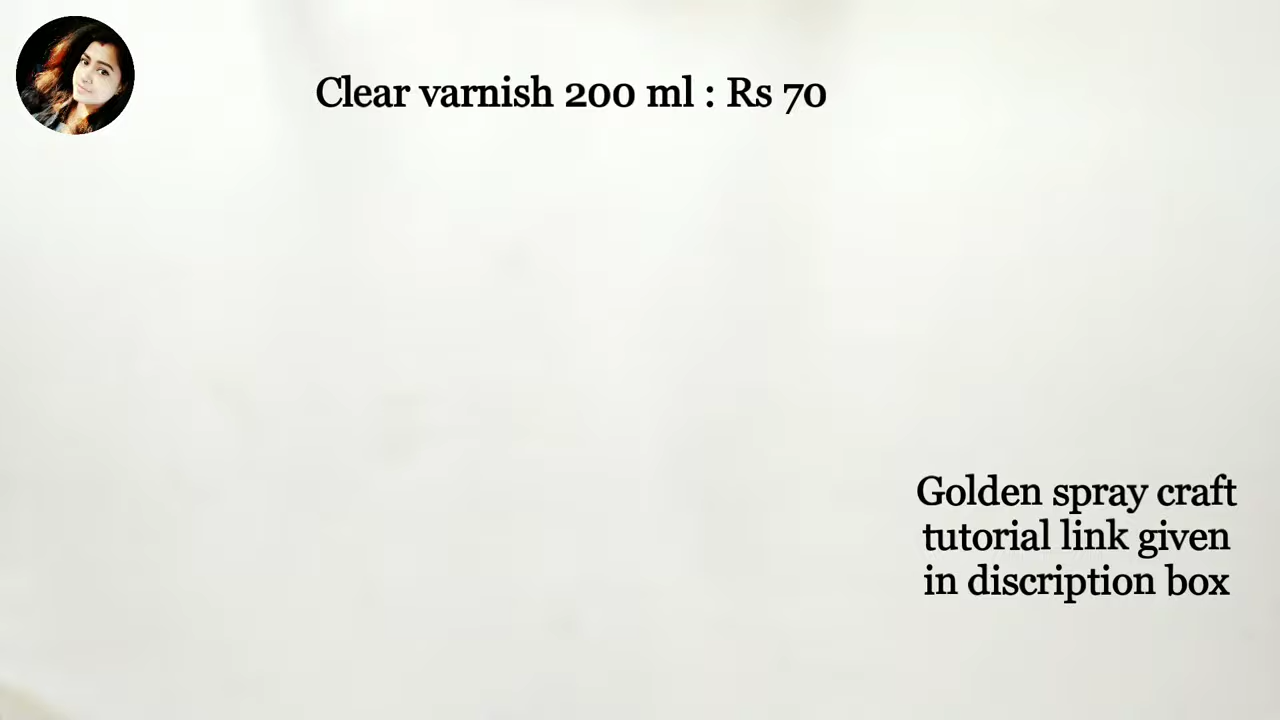 Clear varnish 200 ml : Rs 70
Golden spray craft
tutorial link given
in discription box